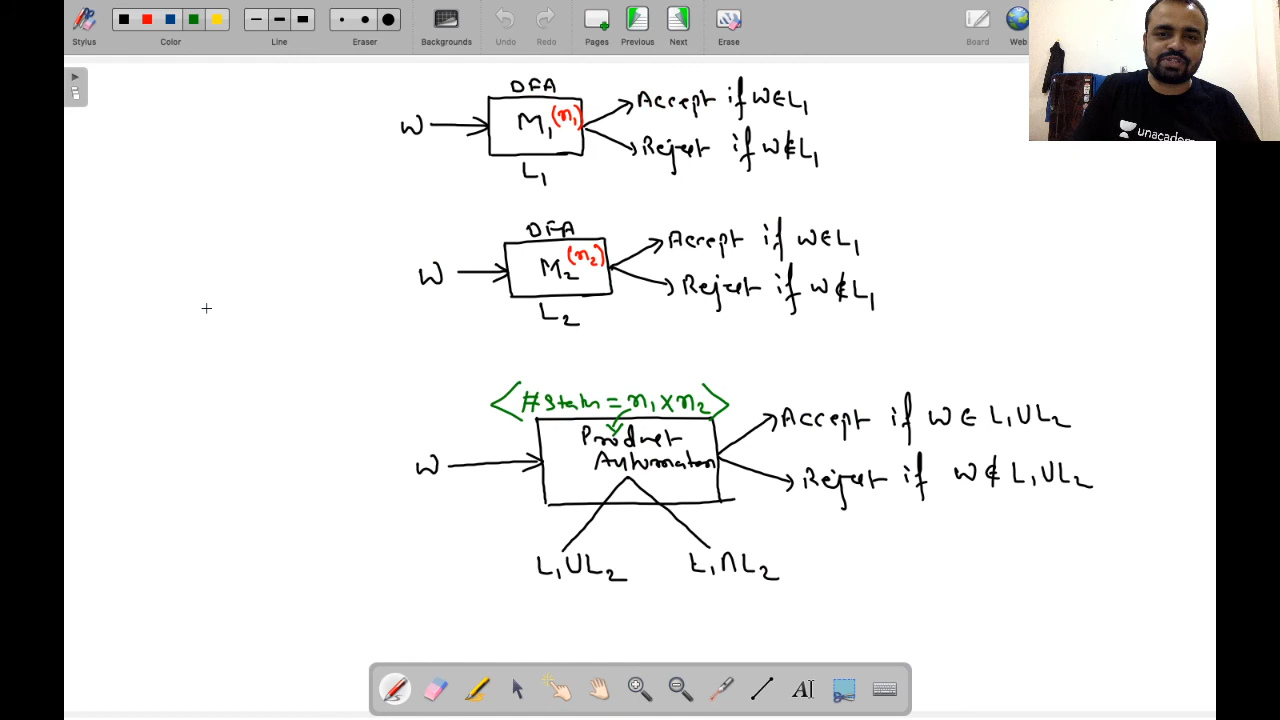 Stylus
Color
Line
Eraser
Backgrounds
Undo
Redo
Pages
Previous
Next
Erase
Board
Web
unacadem
DFA
W
M1 (n1)
Accept if W∈L1
Reject if W∉L1
L1
DFA
W
M2 (n2)
Accept if W∈L1
Reject if W∉L1
L2
<#States = n1×n2>
W
Product
Automaton
Accept if W∈ L1∪L2
Reject if W∉ L1∪L2
L1∪L2
L1∩L2
AI